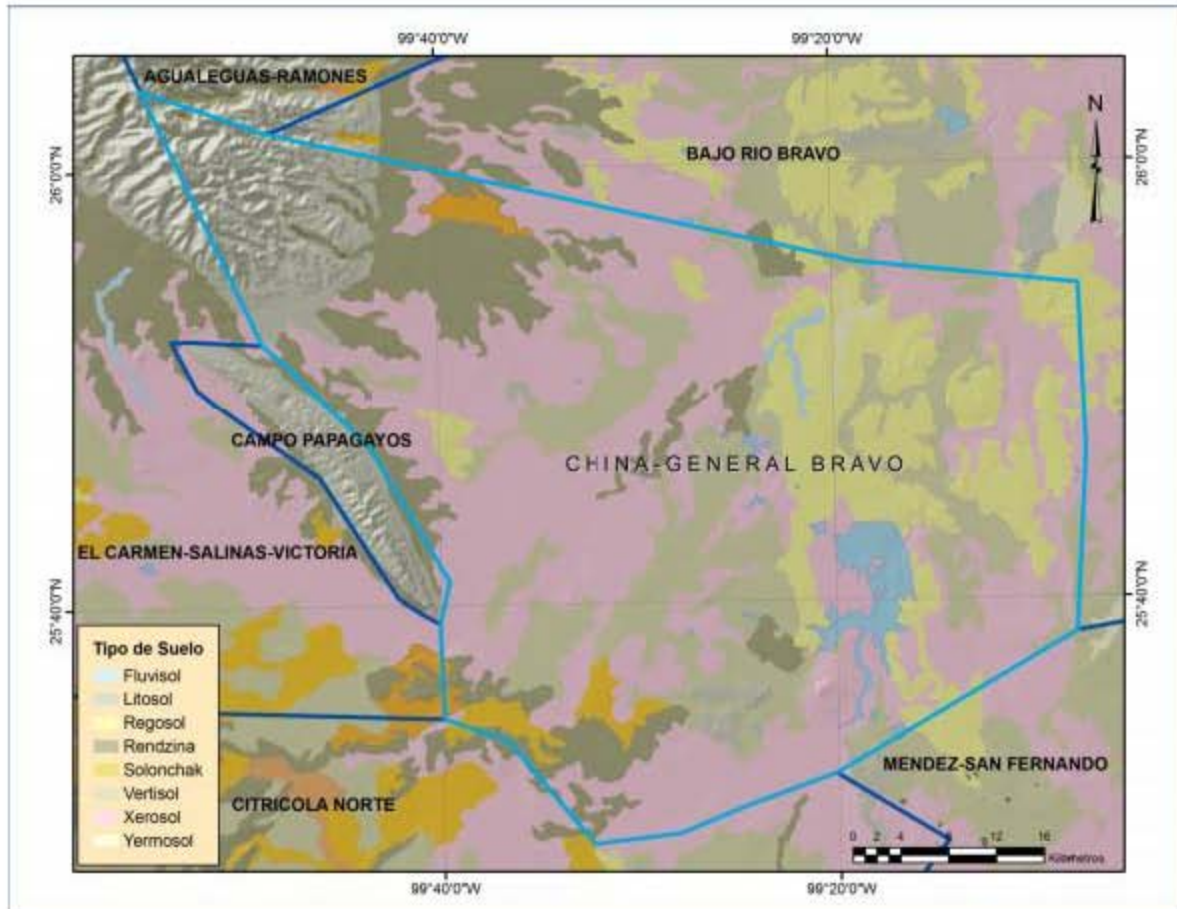 99°40'0"W
99°20'0"W
AGUALEGUAS-RAMONES
N
BAJO RIO BRAVO
26°0'0"N
26°0'0"N
CAMPO PAPAGAYOS
CHINA-GENERAL BRAVO
EL CARMEN-SALINAS-VICTORIA
25°40'0"N
25°40'0"N
Tipo de Suelo
Fluvisol
Litosol
Regosol
Rendzina
Solonchak
Vertisol
Xerosol
Yermosol
CITRICOLA NORTE
MENDEZ-SAN FERNANDO
0 2 4 8 12 16
Kilómetros
99°40'0"W
99°20'0"W